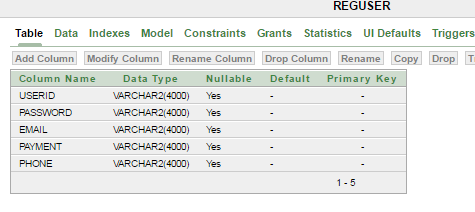 REGUSER
Table Data Indexes Model Constraints Grants Statistics UI Defaults Triggers
Add Column Modify Column Rename Column Drop Column Rename Copy Drop
Column Name Data Type Nullable Default Primary Key
USERID VARCHAR2(4000) Yes - -
PASSWORD VARCHAR2(4000) Yes - -
EMAIL VARCHAR2(4000) Yes - -
PAYMENT VARCHAR2(4000) Yes - -
PHONE VARCHAR2(4000) Yes - -
1 - 5